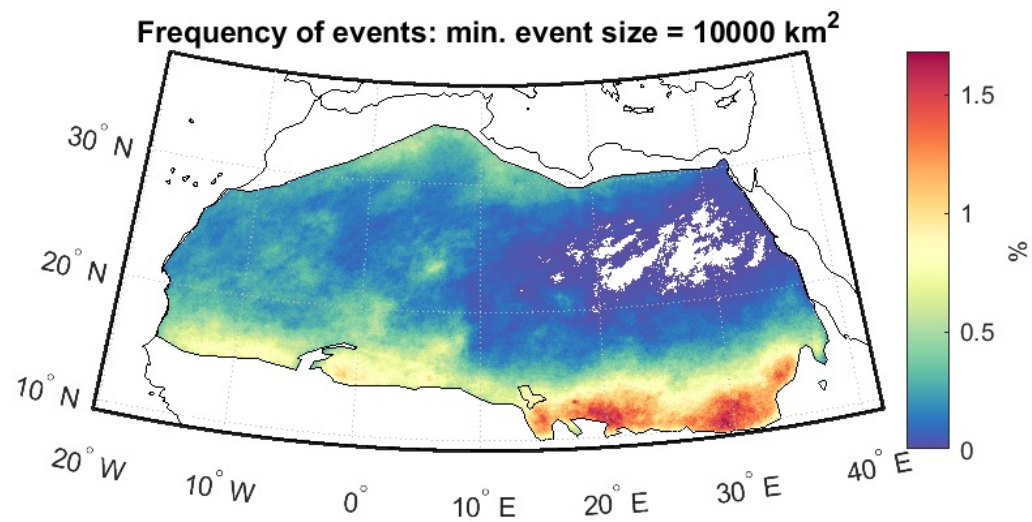 Frequency of events: min. event size = 10000 km²
30° N
20° N
10° N
20° W
10° W
0°
10° E
20° E
30° E
40° E
1.5
1
0.5
0
%